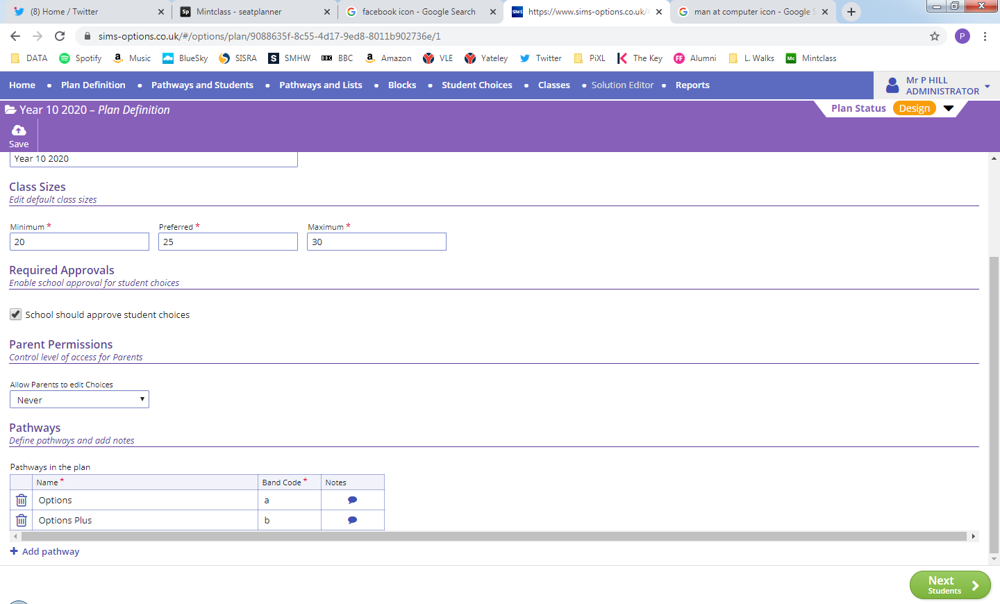 (8) Home / Twitter
Sp Mintclass - seatplanner
facebook icon - Google Search
SIMS https://www.sims-options.co.uk/#
man at computer icon - Google S
sims-options.co.uk/#/options/plan/9088635f-8c55-4d17-9ed8-8011b902736e/1
P
DATA Spotify a Music BlueSky SISRA S SMHW BBC BBC a Amazon VLE Yateley Twitter PiXL The Key FF Alumni L. Walks Mc Mintclass
Home • Plan Definition • Pathways and Students • Pathways and Lists • Blocks • Student Choices • Classes • Solution Editor • Reports
Mr P HILL
ADMINISTRATOR
Year 10 2020 – Plan Definition
Plan Status Design
Save
Year 10 2020
Class Sizes
Edit default class sizes
Minimum * Preferred * Maximum *
20 25 30
Required Approvals
Enable school approval for student choices
School should approve student choices
Parent Permissions
Control level of access for Parents
Allow Parents to edit Choices
Never
Pathways
Define pathways and add notes
Pathways in the plan
Name * Band Code * Notes
Options a
Options Plus b
+ Add pathway
Next
Students